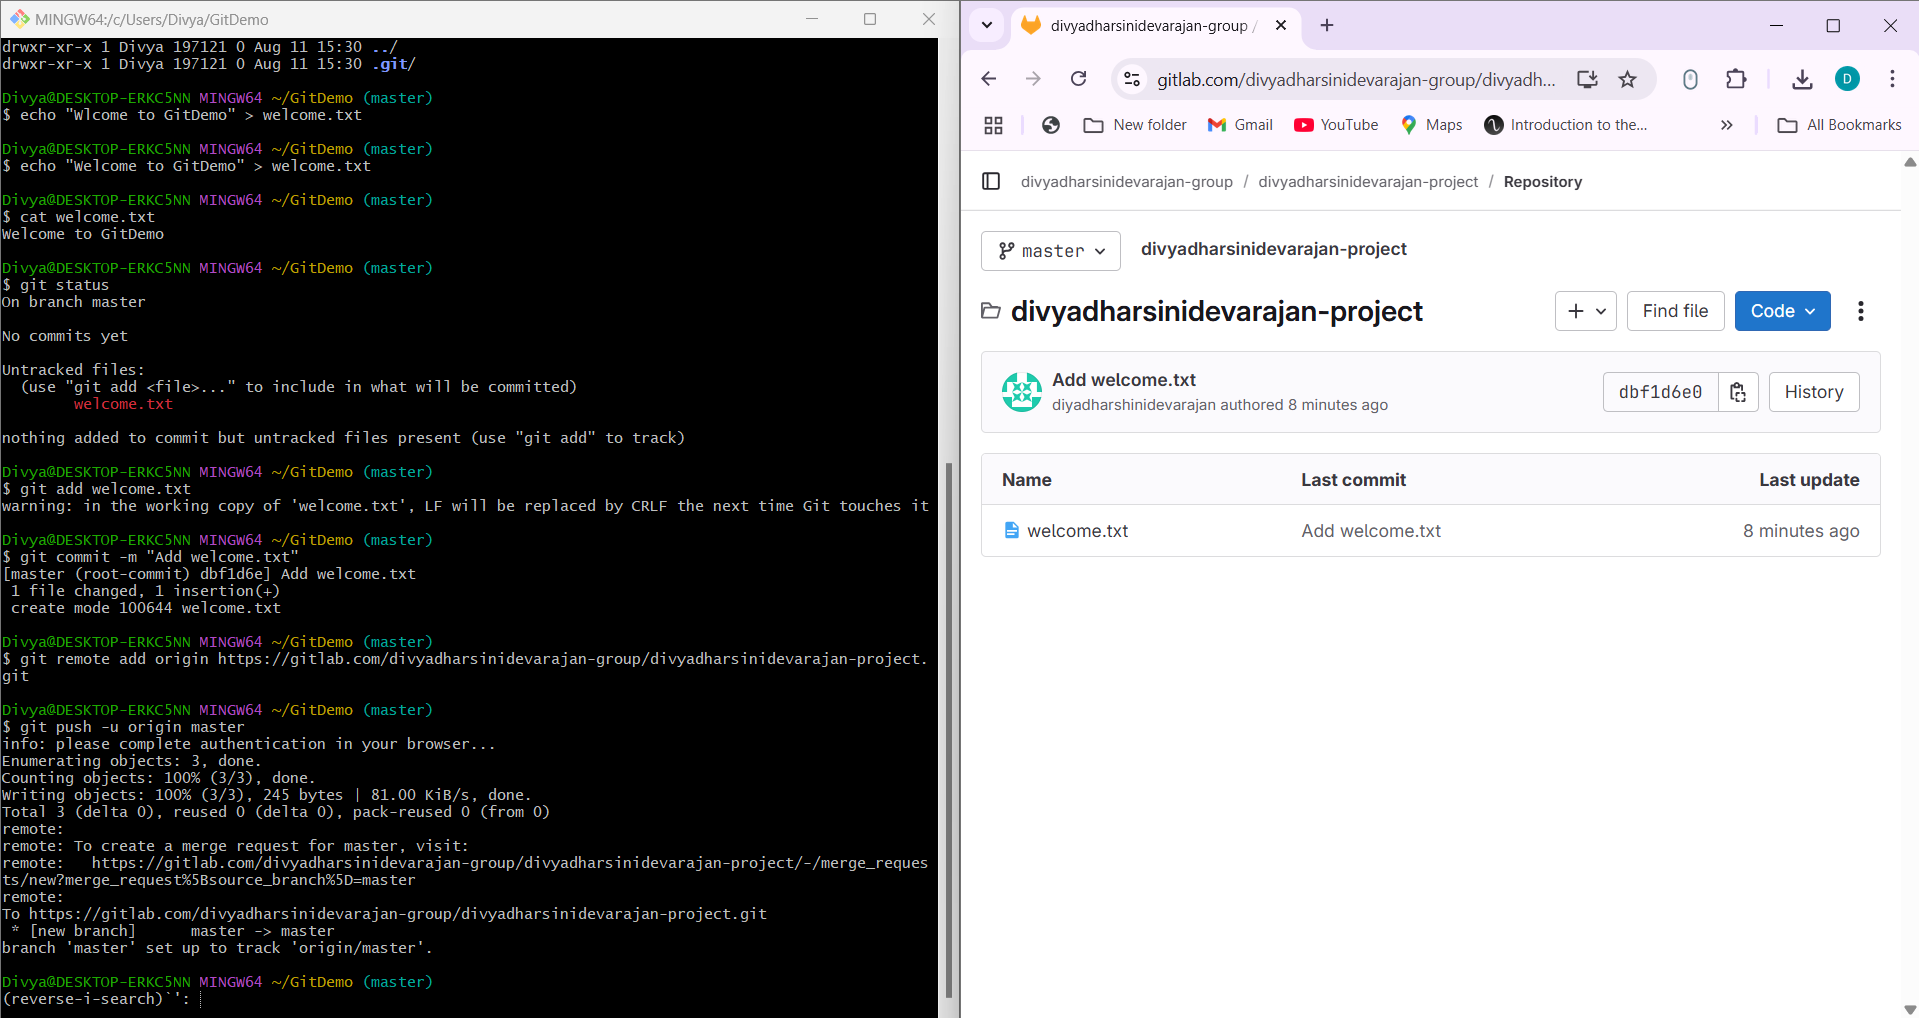 MINGW64:/c/Users/Divya/GitDemo
drwxr-xr-x 1 Divya 197121 0 Aug 11 15:30 ../
drwxr-xr-x 1 Divya 197121 0 Aug 11 15:30 .git/
Divya@DESKTOP-ERKC5NN MINGW64 ~/GitDemo (master)
$ echo "Wlcome to GitDemo" > welcome.txt
Divya@DESKTOP-ERKC5NN MINGW64 ~/GitDemo (master)
$ echo "Welcome to GitDemo" > welcome.txt
Divya@DESKTOP-ERKC5NN MINGW64 ~/GitDemo (master)
$ cat welcome.txt
Welcome to GitDemo
Divya@DESKTOP-ERKC5NN MINGW64 ~/GitDemo (master)
$ git status
On branch master
No commits yet
Untracked files:
  (use "git add <file>..." to include in what will be committed)
        welcome.txt
nothing added to commit but untracked files present (use "git add" to track)
Divya@DESKTOP-ERKC5NN MINGW64 ~/GitDemo (master)
$ git add welcome.txt
warning: in the working copy of 'welcome.txt', LF will be replaced by CRLF the next time Git touches it
Divya@DESKTOP-ERKC5NN MINGW64 ~/GitDemo (master)
$ git commit -m "Add welcome.txt"
[master (root-commit) dbf1d6e] Add welcome.txt
 1 file changed, 1 insertion(+)
 create mode 100644 welcome.txt
Divya@DESKTOP-ERKC5NN MINGW64 ~/GitDemo (master)
$ git remote add origin https://gitlab.com/divyadharsinidevarajan-group/divyadharsinidevarajan-project.
git
Divya@DESKTOP-ERKC5NN MINGW64 ~/GitDemo (master)
$ git push -u origin master
info: please complete authentication in your browser...
Enumerating objects: 3, done.
Counting objects: 100% (3/3), done.
Writing objects: 100% (3/3), 245 bytes | 81.00 KiB/s, done.
Total 3 (delta 0), reused 0 (delta 0), pack-reused 0 (from 0)
remote:
remote: To create a merge request for master, visit:
remote:   https://gitlab.com/divyadharsinidevarajan-group/divyadharsinidevarajan-project/-/merge_reques
ts/new?merge_request%5Bsource_branch%5D=master
remote:
To https://gitlab.com/divyadharsinidevarajan-group/divyadharsinidevarajan-project.git
 * [new branch]      master -> master
branch 'master' set up to track 'origin/master'.
Divya@DESKTOP-ERKC5NN MINGW64 ~/GitDemo (master)
(reverse-i-search)`':
divyadharsinidevarajan-group /
gitlab.com/divyadharsinidevarajan-group/divyadh...
D
New folder Gmail YouTube Maps Introduction to the... » All Bookmarks
divyadharsinidevarajan-group / divyadharsinidevarajan-project / Repository
master divyadharsinidevarajan-project
divyadharsinidevarajan-project
+ Find file Code
Add welcome.txt
diyadharshinidevarajan authored 8 minutes ago
dbf1d6e0 History
Name Last commit Last update
welcome.txt Add welcome.txt 8 minutes ago